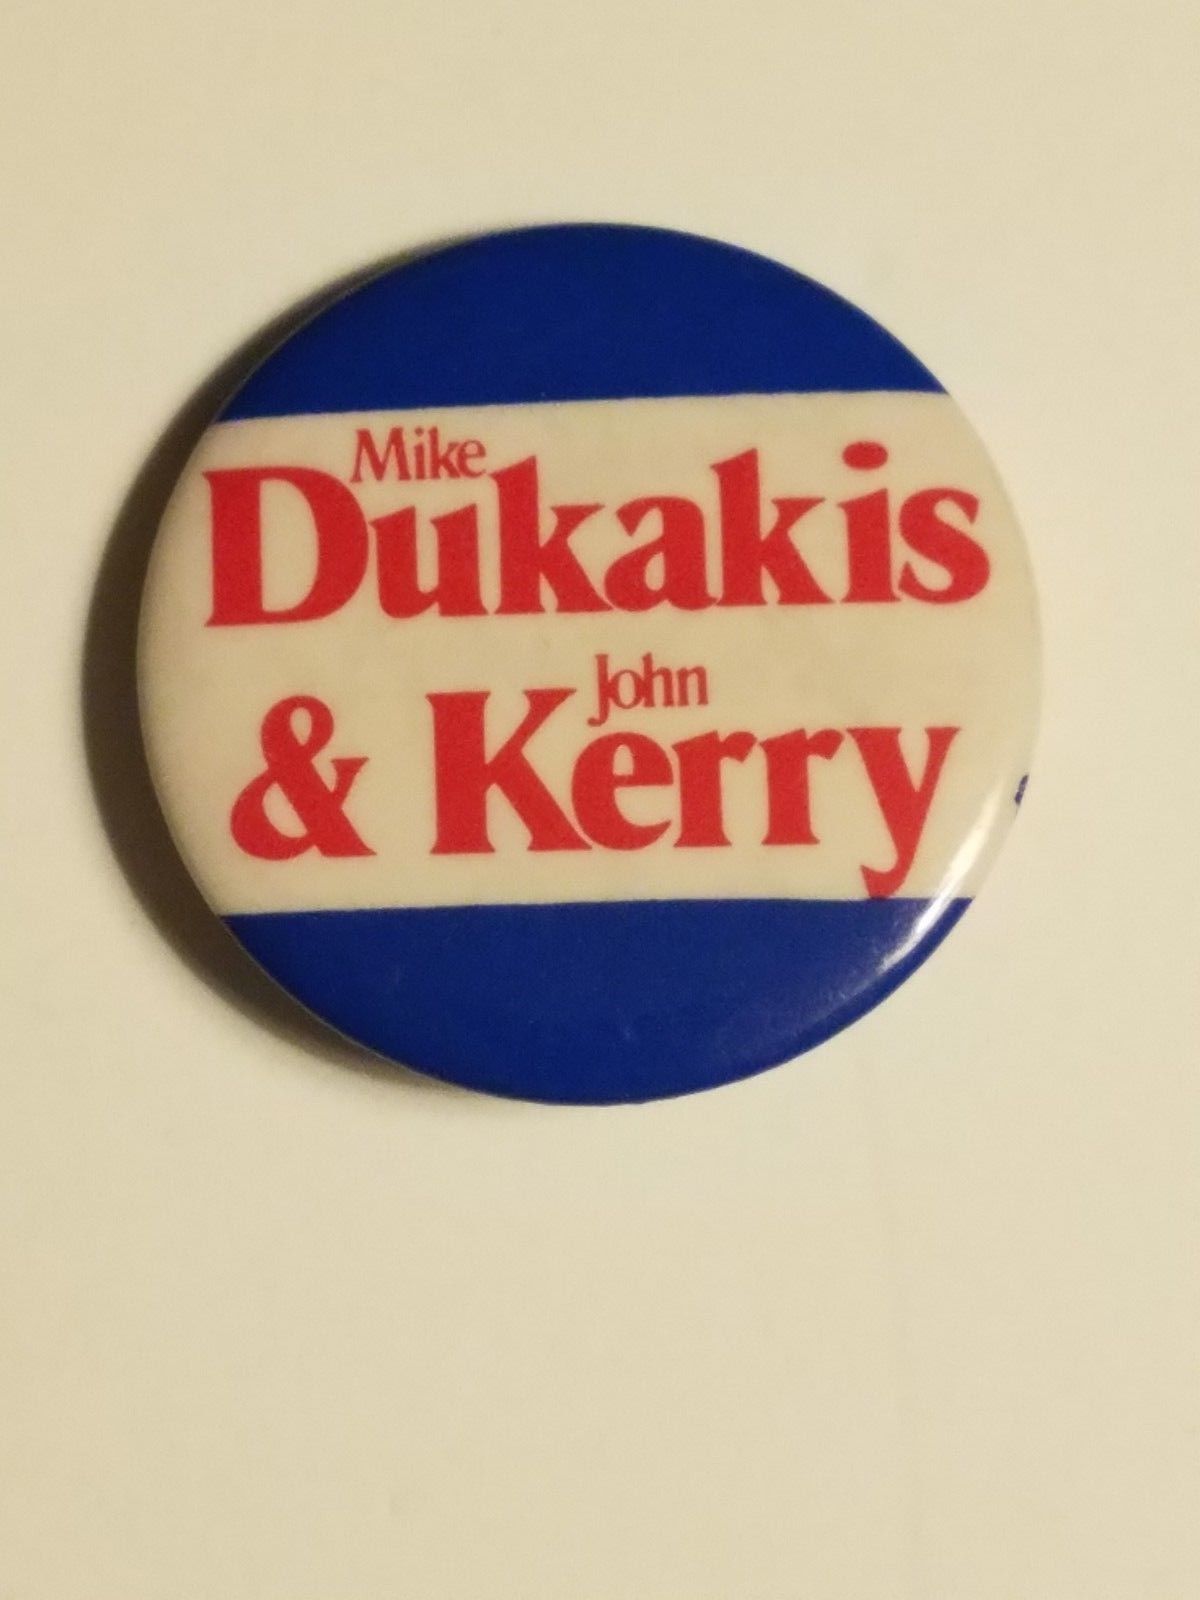 Mike
Dukakis
John
& Kerry